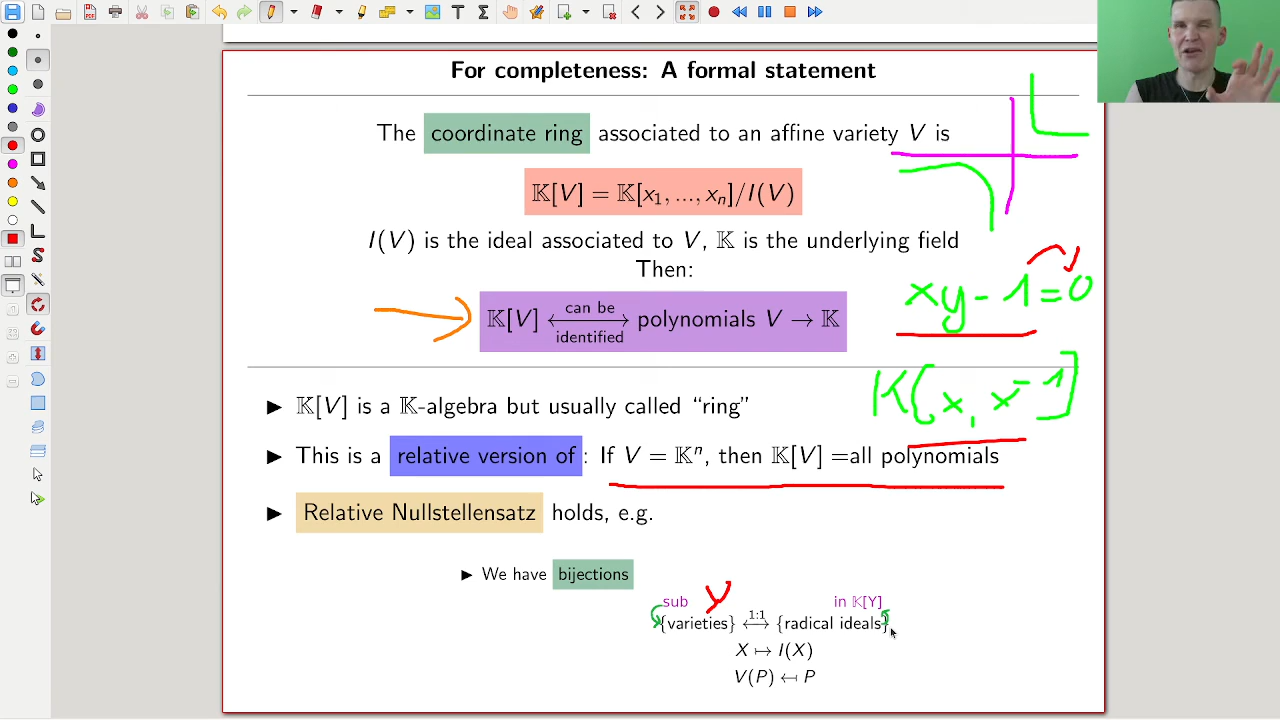 For completeness: A formal statement
The coordinate ring associated to an affine variety V is
𝕂[V] = 𝕂[x₁, ..., xₙ]/I(V)
I(V) is the ideal associated to V, 𝕂 is the underlying field
Then:
xy - 1 = 0
𝕂[V] can be identified ⟷ polynomials V → 𝕂
K[x, x⁻¹]
▶ 𝕂[V] is a 𝕂-algebra but usually called “ring”
▶ This is a relative version of : If V = 𝕂ⁿ, then 𝕂[V] =all polynomials
▶ Relative Nullstellensatz holds, e.g.
▶ We have bijections
sub Y in 𝕂[Y]
{varieties} 1:1 ⟷ {radical ideals}
X ↦ I(X)
V(P) ↤ P